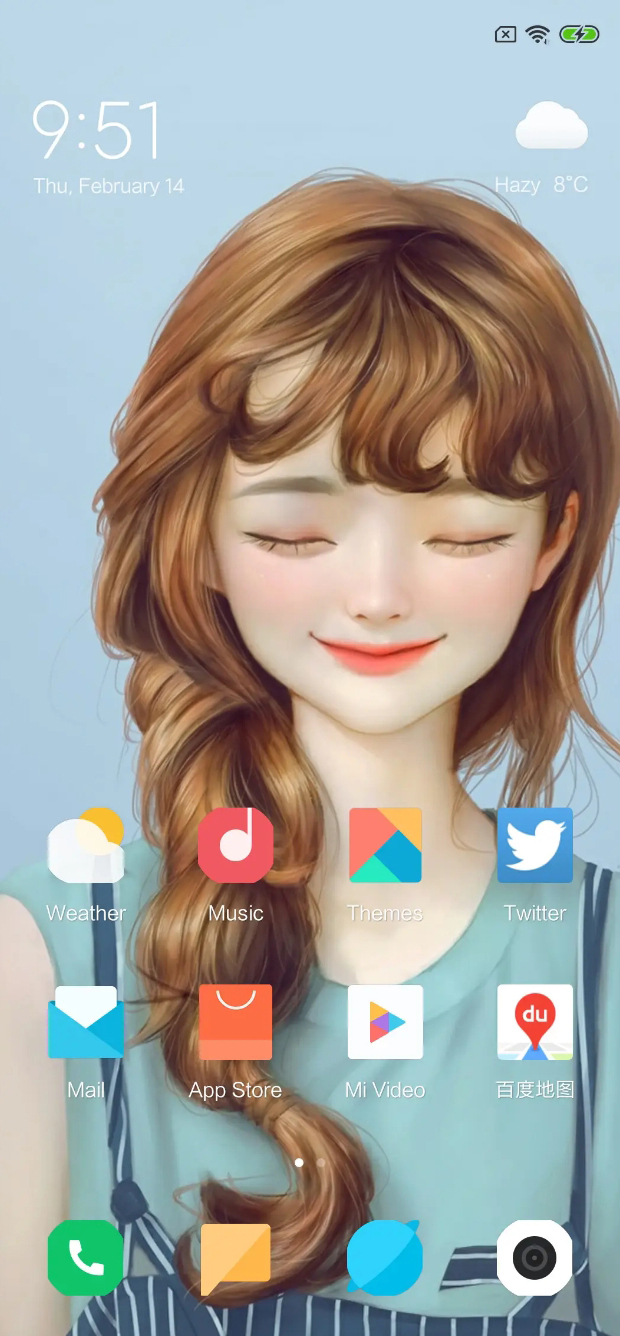 9:51
Thu, February 14
Hazy 8°C
Weather Music Themes Twitter
du
Mail App Store Mi Video 百度地图